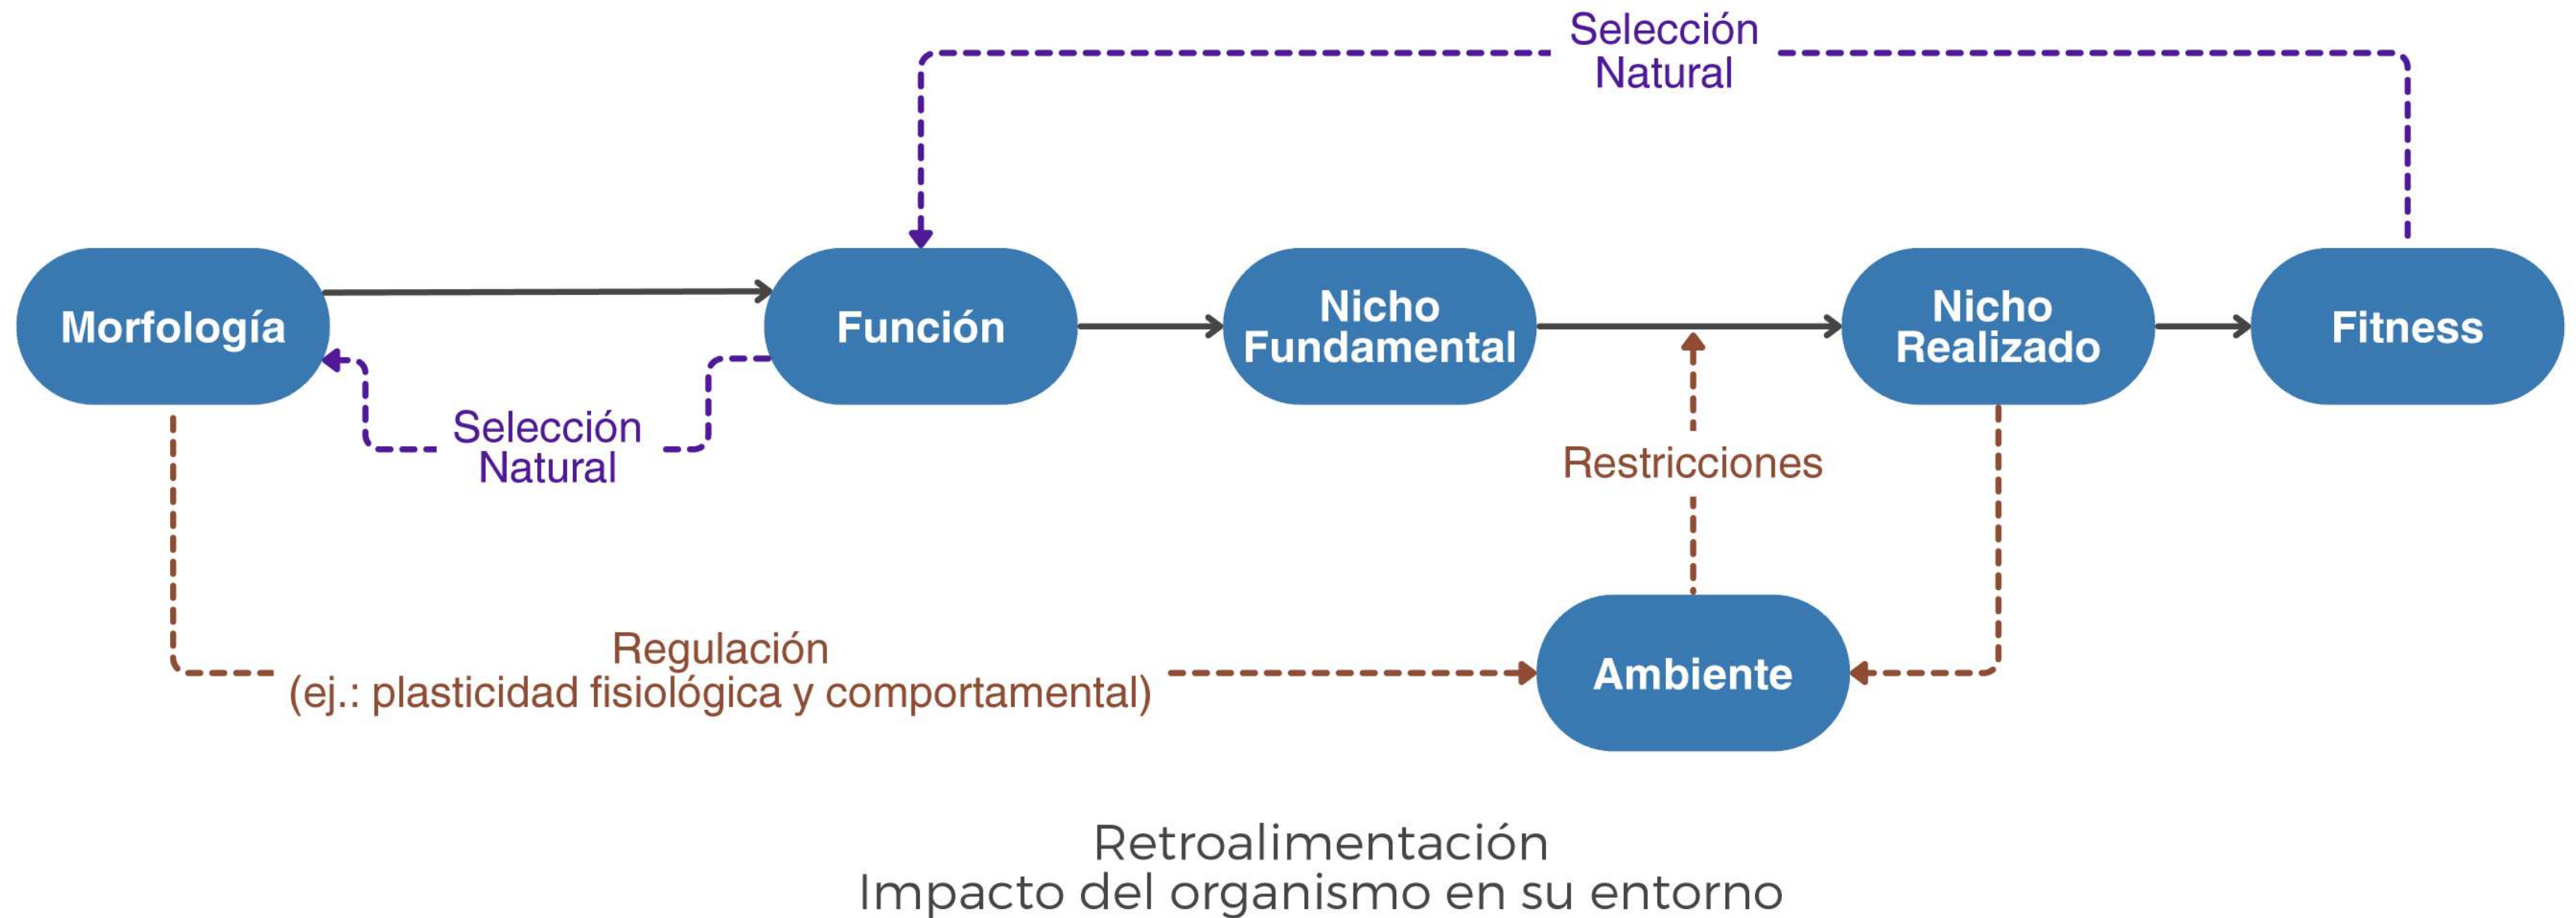 Selección
Natural
Morfología
Función
Nicho
Fundamental
Nicho
Realizado
Fitness
Selección
Natural
Restricciones
Regulación
(ej.: plasticidad fisiológica y comportamental)
Ambiente
Retroalimentación
Impacto del organismo en su entorno